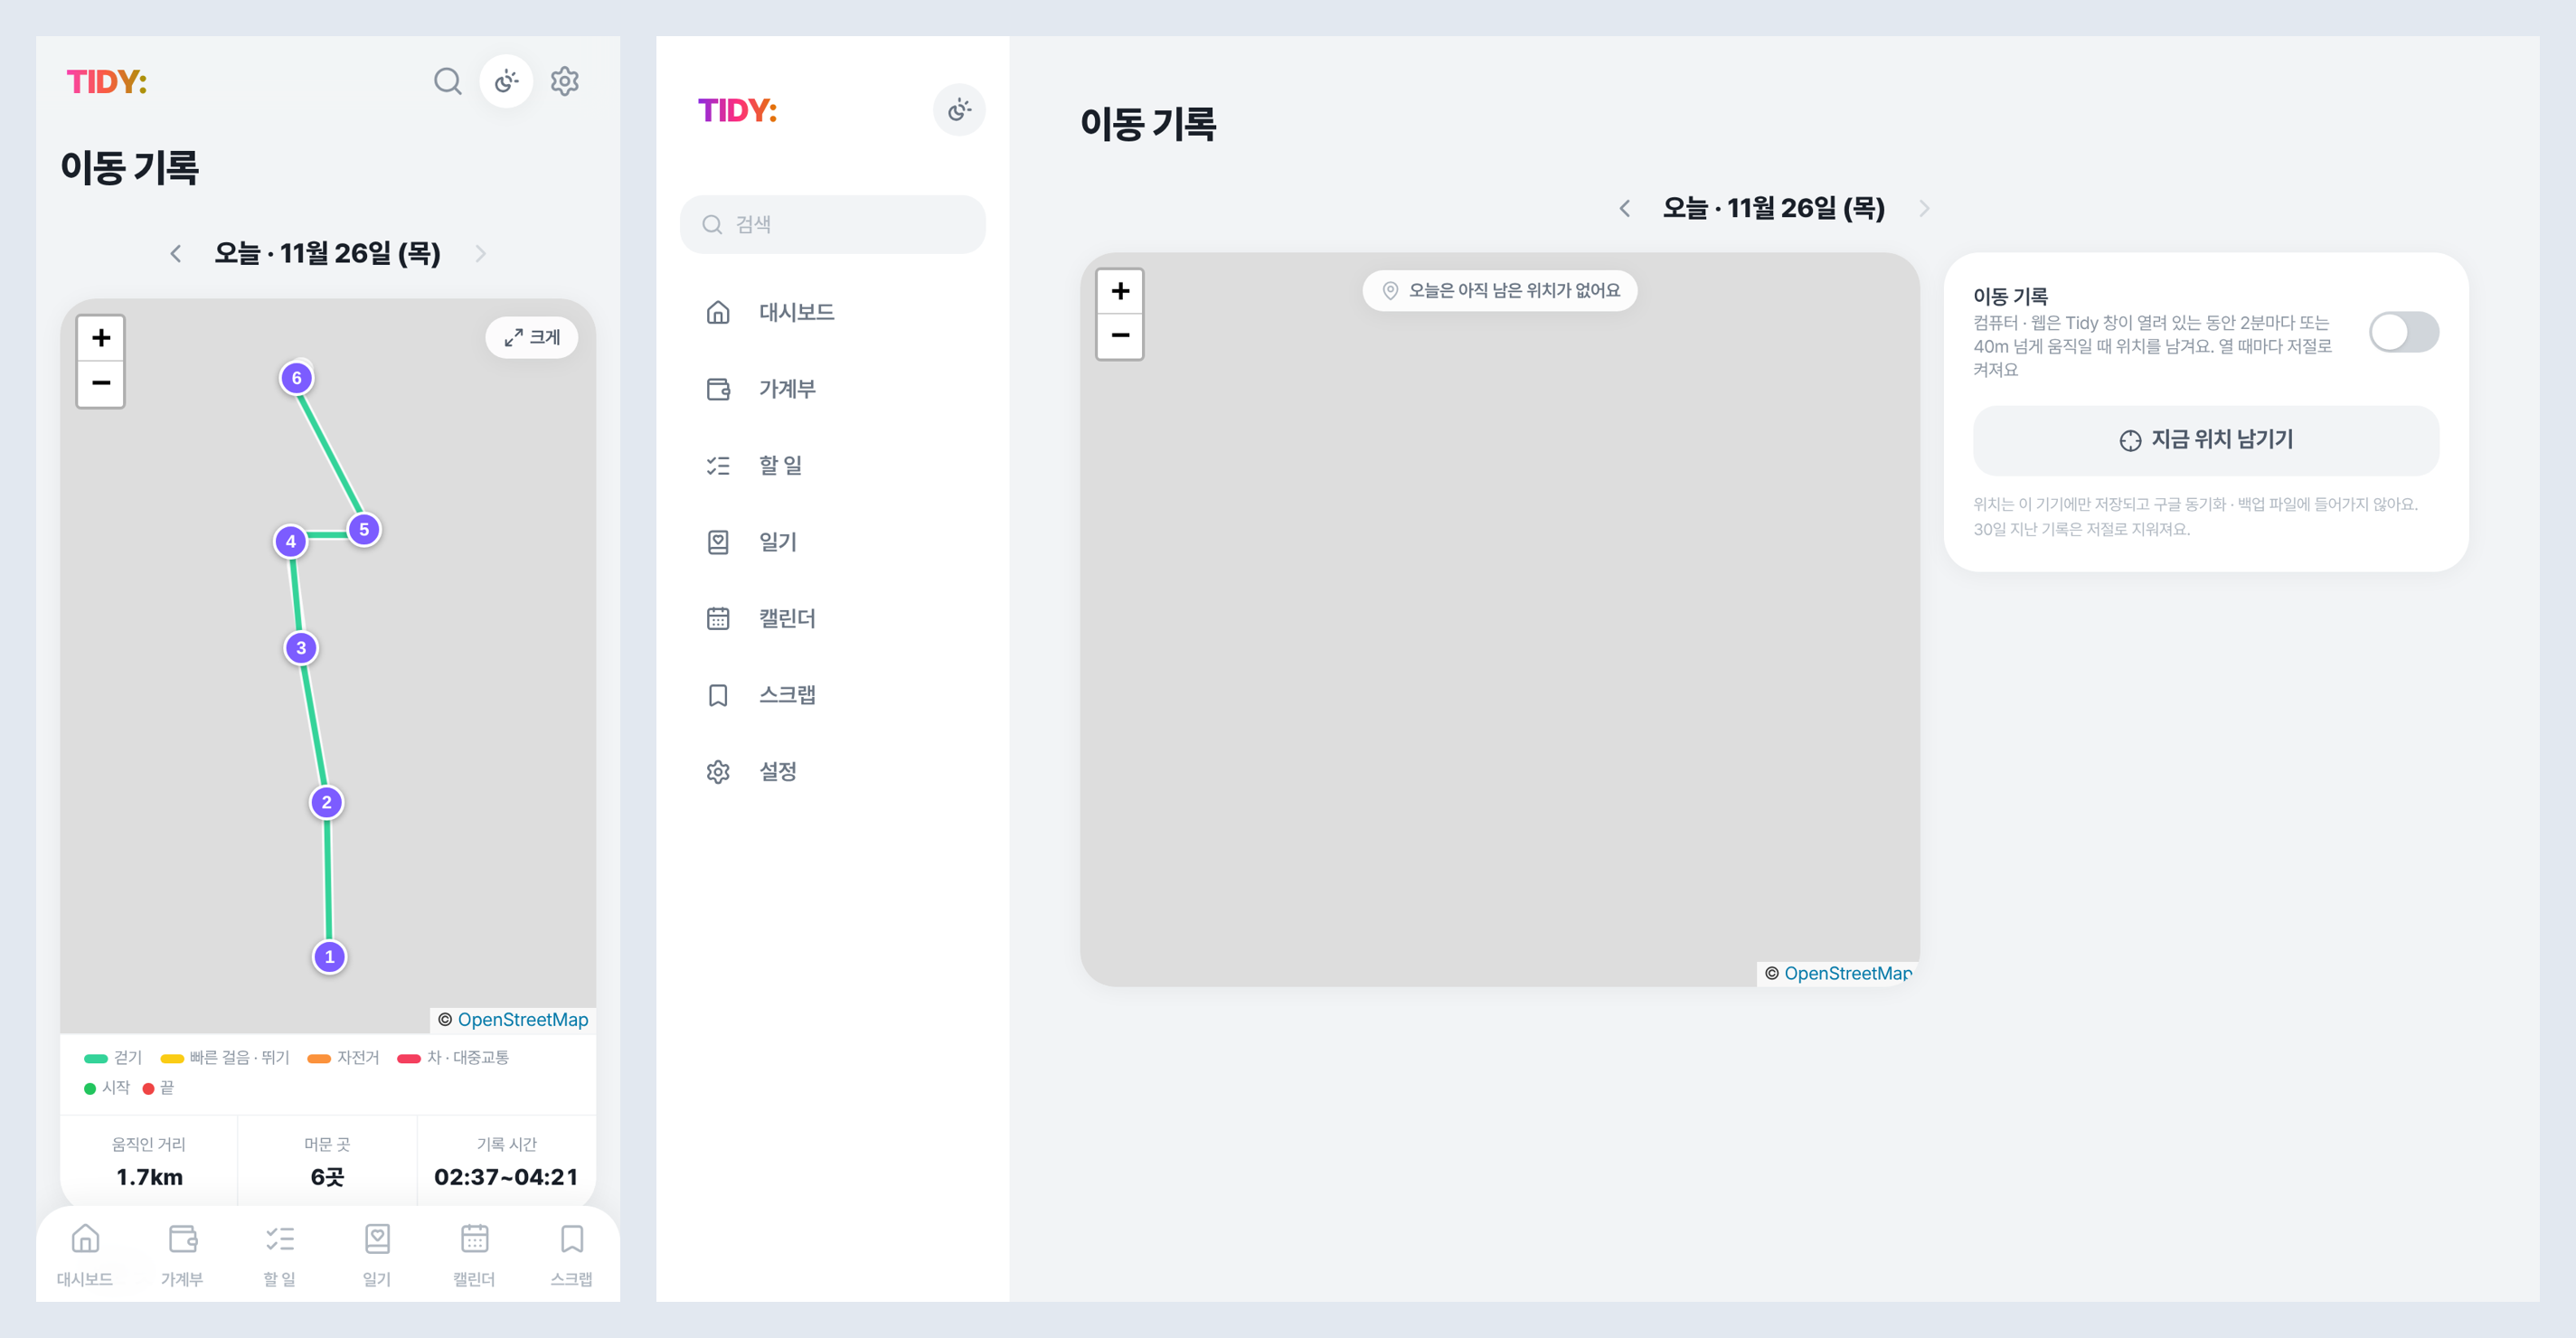 TIDY:
이동 기록
오늘 · 11월 26일 (목)
+
−
크게
6
5
4
3
2
1
© OpenStreetMap
걷기 빠른 걸음 · 뛰기 자전거 차 · 대중교통
시작 끝
움직인 거리 머문 곳 기록 시간
1.7km 6곳 02:37~04:21
대시보드 가계부 할 일 일기 캘린더 스크랩
TIDY:
검색
대시보드
가계부
할 일
일기
캘린더
스크랩
설정
이동 기록
오늘 · 11월 26일 (목)
+
−
오늘은 아직 남은 위치가 없어요
© OpenStreetMap
이동 기록
컴퓨터 · 웹은 Tidy 창이 열려 있는 동안 2분마다 또는
40m 넘게 움직일 때 위치를 남겨요. 열 때마다 저절로
켜져요
지금 위치 남기기
위치는 이 기기에만 저장되고 구글 동기화 · 백업 파일에 들어가지 않아요.
30일 지난 기록은 저절로 지워져요.